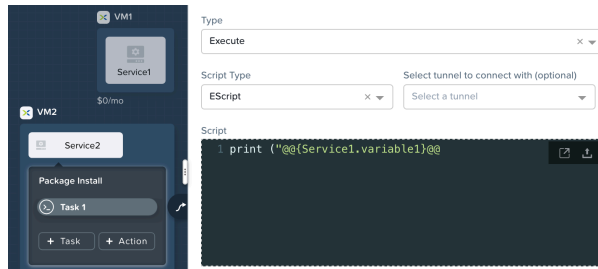 VM1
Service1
$0/mo
VM2
Service2
Package Install
Task 1
+ Task
+ Action
Type
Execute
Script Type
Select tunnel to connect with (optional)
EScript
Select a tunnel
Script
1 print ("@@{Service1.variable1}@@